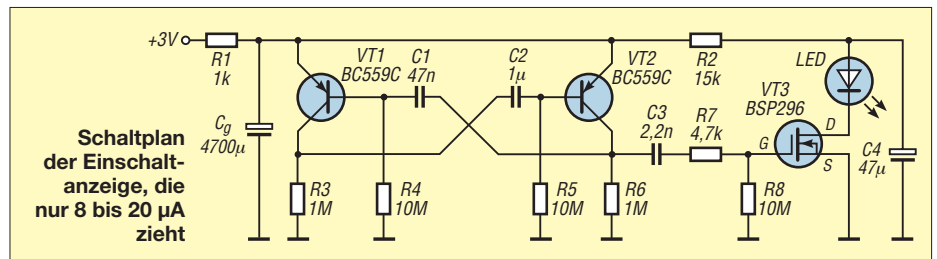 +3V
R1
1k
Cg
4700µ
VT1
BC559C
C1
47n
C2
1µ
VT2
BC559C
R2
15k
LED
VT3
BSP296
C3
2,2n
R7
4,7k
G
D
S
C4
47µ
R3
1M
R4
10M
R5
10M
R6
1M
R8
10M
Schaltplan
der Einschalt-
anzeige, die
nur 8 bis 20 µA
zieht